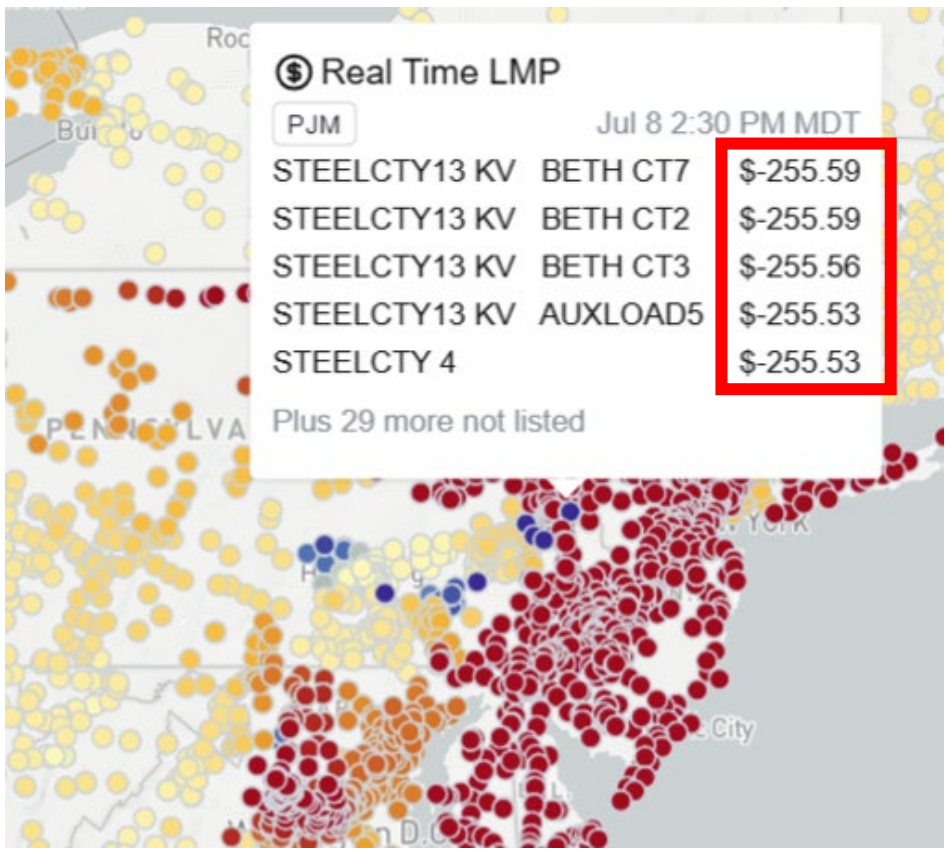 Roc
Real Time LMP
PJM Jul 8 2:30 PM MDT
STEELCTY13 KV BETH CT7 $-255.59
STEELCTY13 KV BETH CT2 $-255.59
STEELCTY13 KV BETH CT3 $-255.56
STEELCTY13 KV AUXLOAD5 $-255.53
STEELCTY 4 $-255.53
Plus 29 more not listed
City